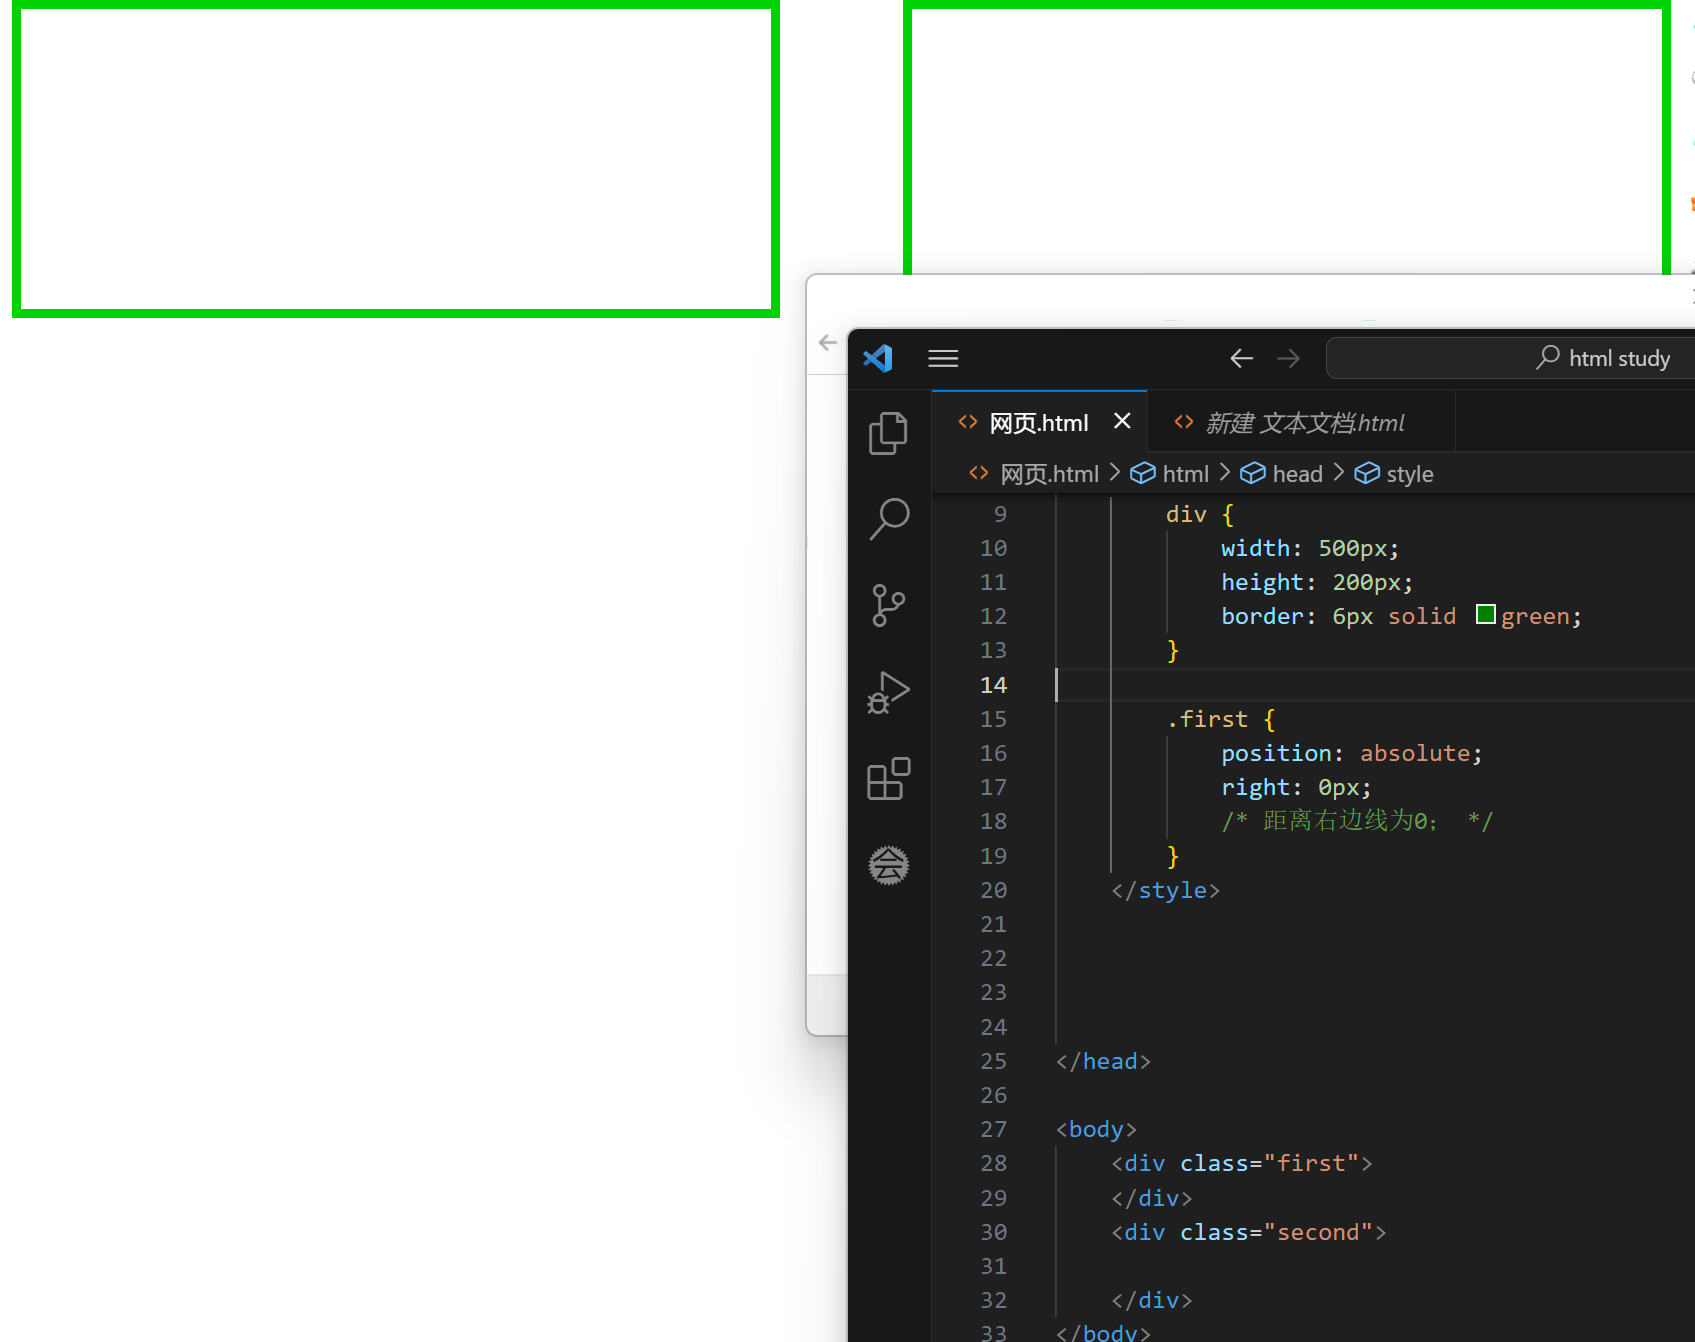 html study
网页.html
新建 文本文档.html
网页.html > html > head > style
9 div {
10 width: 500px;
11 height: 200px;
12 border: 6px solid green;
13 }
14
15 .first {
16 position: absolute;
17 right: 0px;
18 /* 距离右边线为0； */
19 }
20 </style>
21
22
23
24
25 </head>
26
27 <body>
28 <div class="first">
29 </div>
30 <div class="second">
31
32 </div>
33 </body>
会